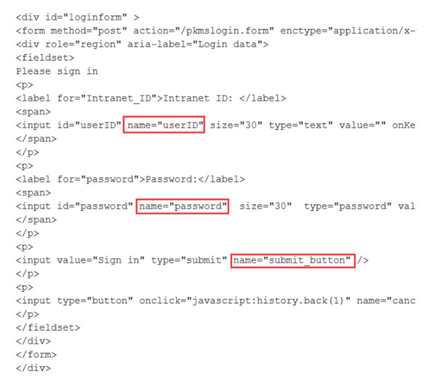 <div id="loginform" >
<form method="post" action="/pkmslogin.form" enctype="application/x-
<div role="region" aria-label="Login data">
<fieldset>
Please sign in
<p>
<label for="Intranet_ID">Intranet ID: </label>
<span>
<input id="userID" name="userID" size="30" type="text" value="" onKe
</span>
</p>
<p>
<label for="password">Password:</label>
<span>
<input id="password" name="password" size="30" type="password" val
</span>
</p>
<p>
<input value="Sign in" type="submit" name="submit_button" />
</p>
<p>
<input type="button" onclick="javascript:history.back(1)" name="canc
</p>
</fieldset>
</div>
</form>
</div>